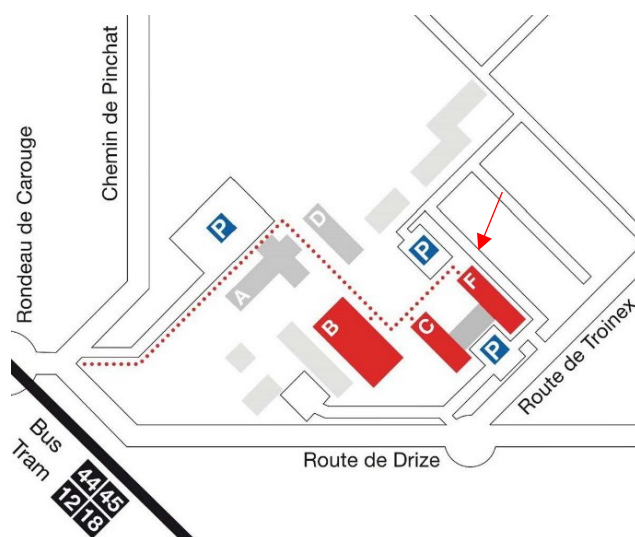 Rondeau de Carouge
Chemin de Pinchat
P
D
A
P
F
B
C
P
Route de Troinex
Route de Drize
Bus
Tram
44 45
12 18